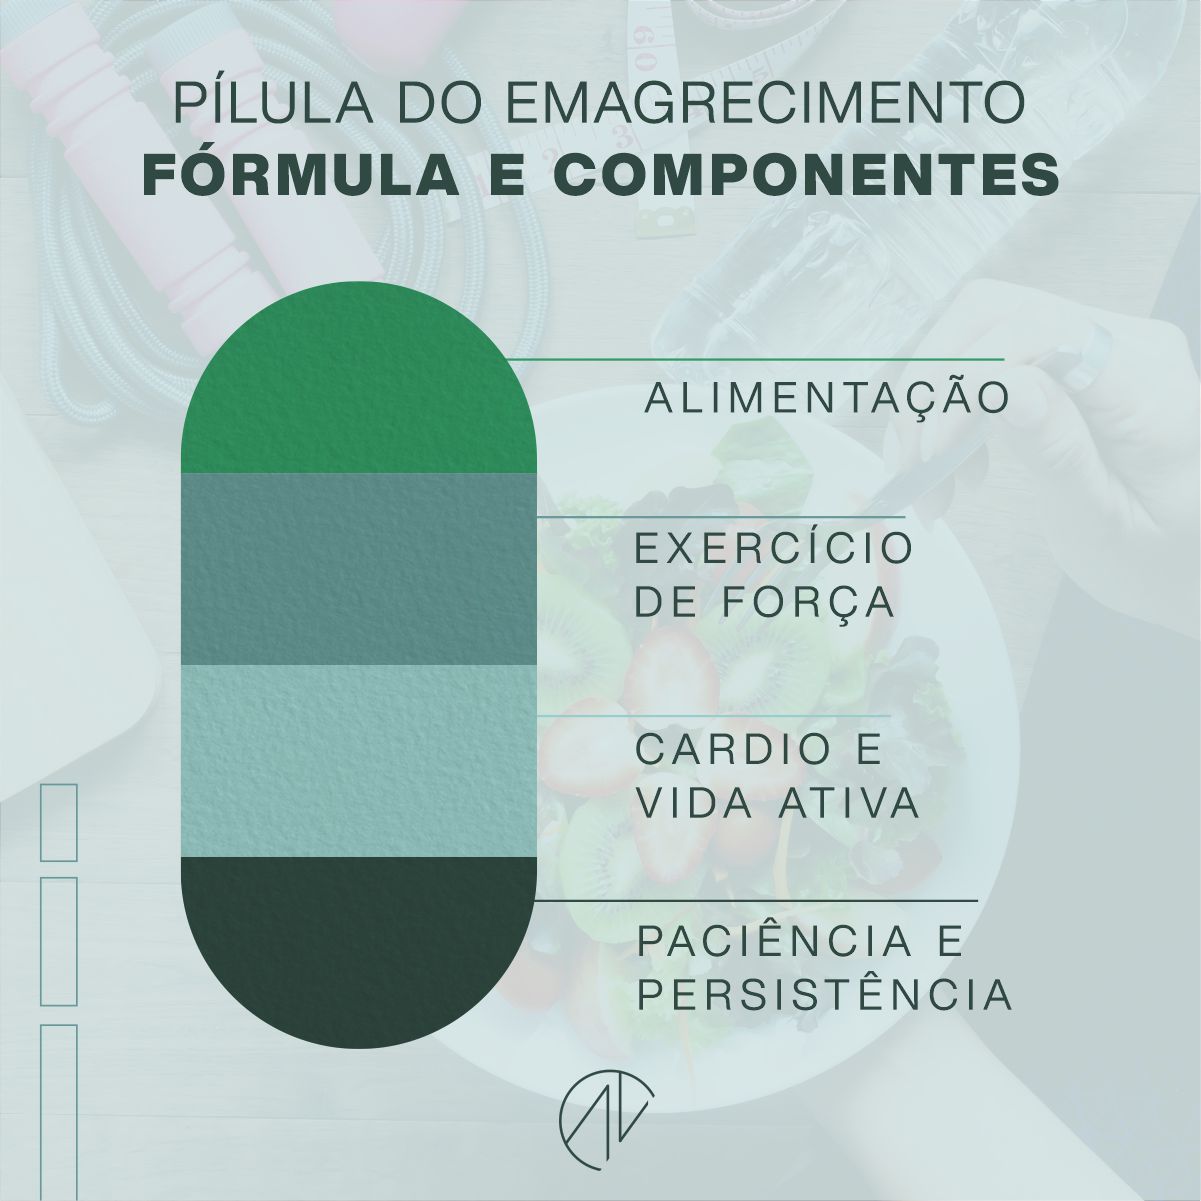 PÍLULA DO EMAGRECIMENTO
FÓRMULA E COMPONENTES
ALIMENTAÇÃO
EXERCÍCIO
DE FORÇA
CARDIO E
VIDA ATIVA
PACIÊNCIA E
PERSISTÊNCIA